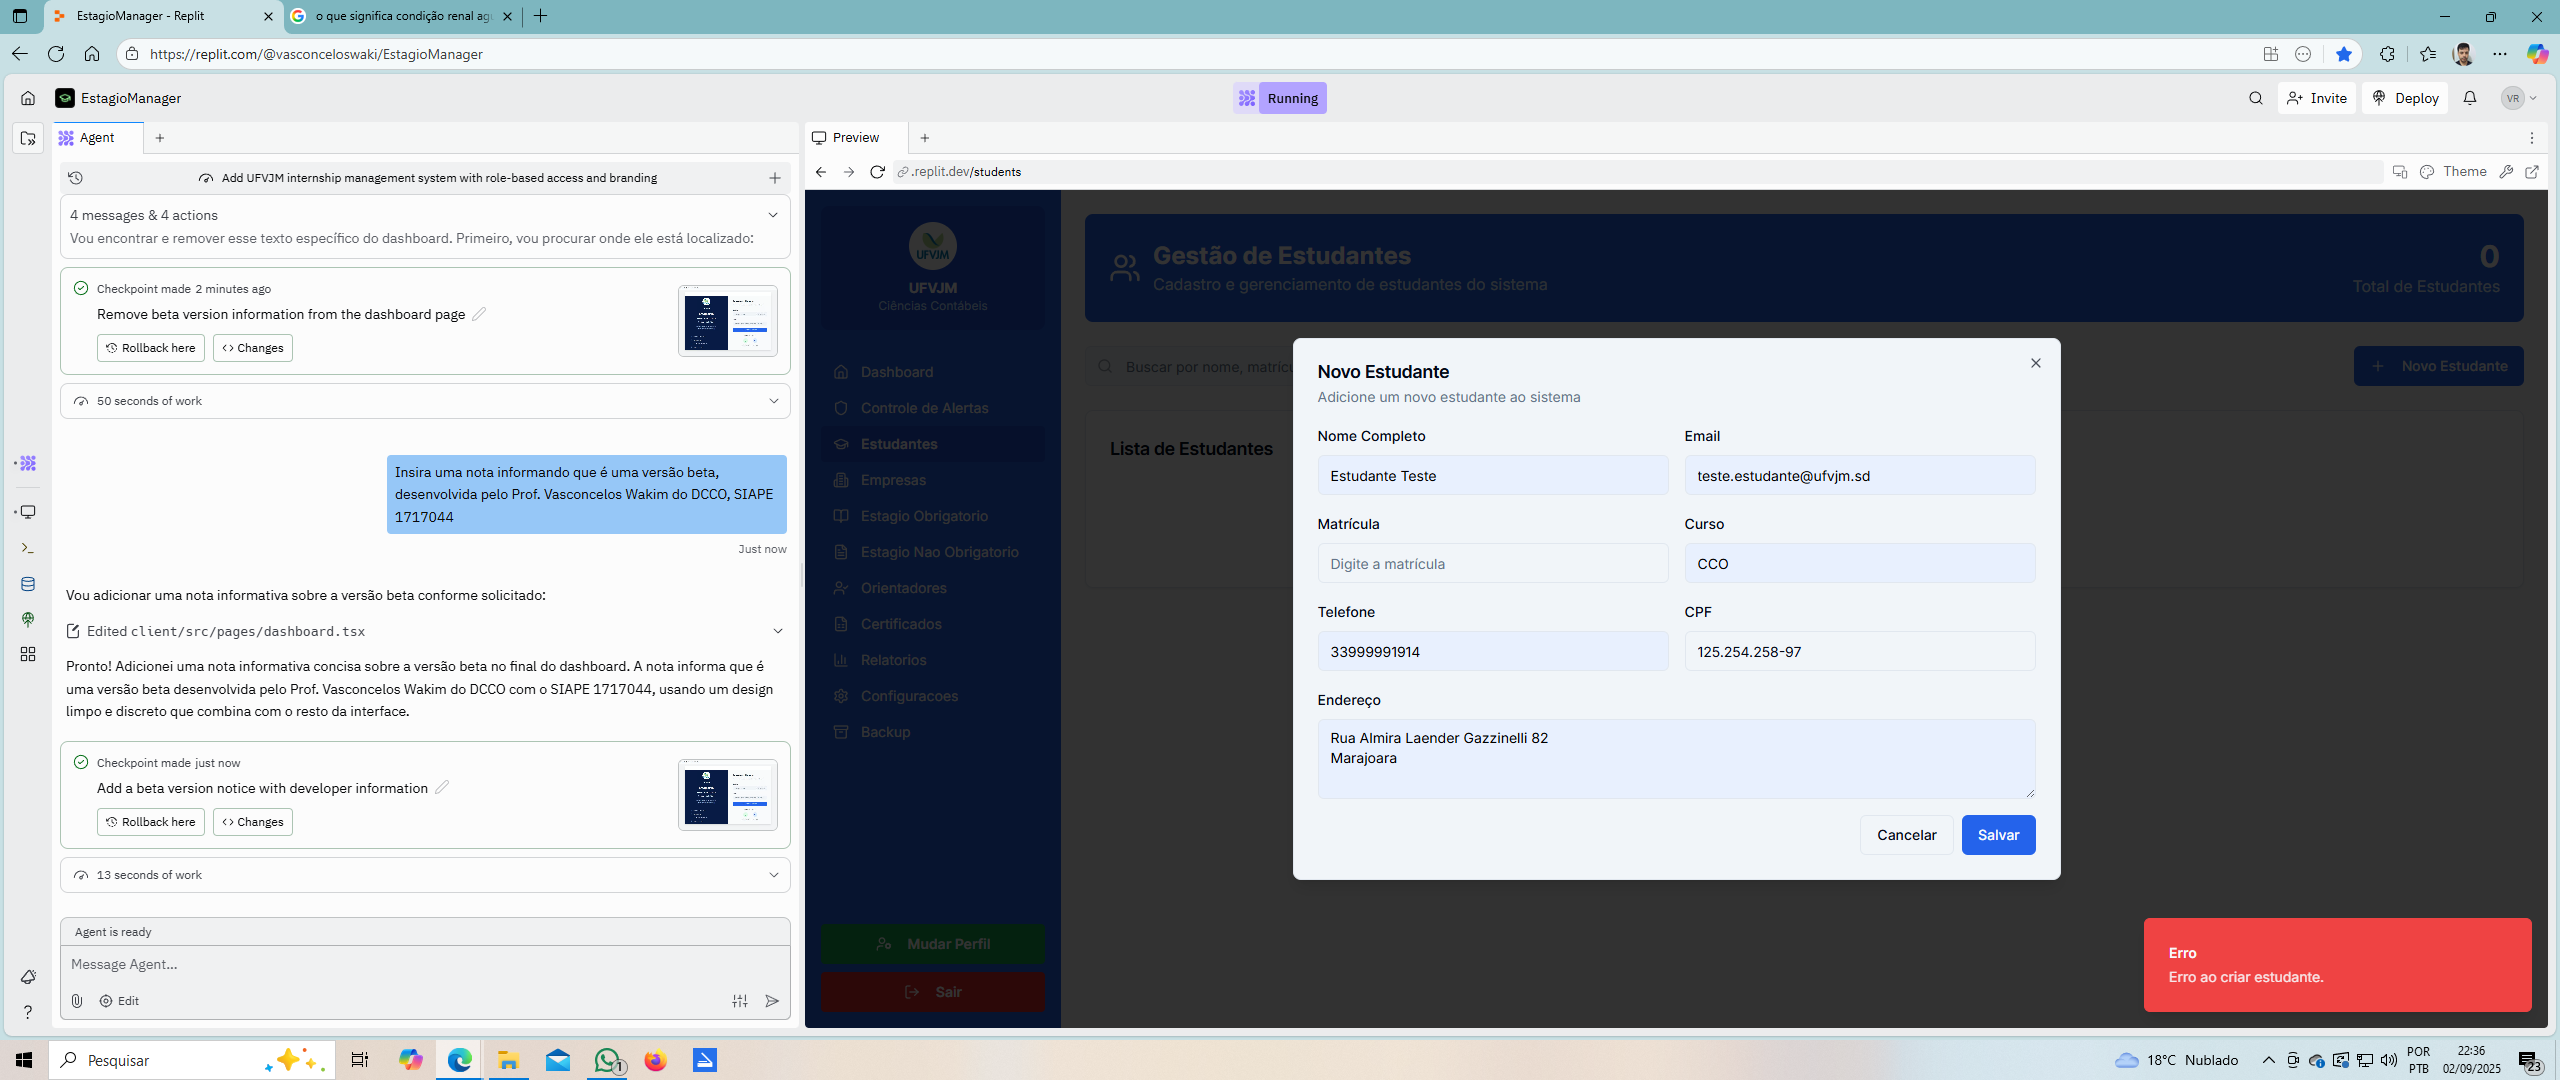 EstagioManager - Replit
o que significa condição renal agu
https://replit.com/@vasconceloswaki/EstagioManager
EstagioManager
Running
Invite
Deploy
VR
Agent
Preview
Add UFVJM internship management system with role-based access and branding
.replit.dev/students
Theme
4 messages & 4 actions
Vou encontrar e remover esse texto específico do dashboard. Primeiro, vou procurar onde ele está localizado:
Checkpoint made 2 minutes ago
Remove beta version information from the dashboard page
Rollback here
Changes
50 seconds of work
Insira uma nota informando que é uma versão beta,
desenvolvida pelo Prof. Vasconcelos Wakim do DCCO, SIAPE
1717044
Just now
Vou adicionar uma nota informativa sobre a versão beta conforme solicitado:
Edited client/src/pages/dashboard.tsx
Pronto! Adicionei uma nota informativa concisa sobre a versão beta no final do dashboard. A nota informa que é
uma versão beta desenvolvida pelo Prof. Vasconcelos Wakim do DCCO com o SIAPE 1717044, usando um design
limpo e discreto que combina com o resto da interface.
Checkpoint made just now
Add a beta version notice with developer information
Rollback here
Changes
13 seconds of work
Agent is ready
Message Agent...
Edit
UFVJM
UFVJM
Ciências Contábeis
Dashboard
Controle de Alertas
Estudantes
Empresas
Estagio Obrigatorio
Estagio Nao Obrigatorio
Orientadores
Certificados
Relatorios
Configuracoes
Backup
Mudar Perfil
Sair
Gestão de Estudantes
Cadastro e gerenciamento de estudantes do sistema
0
Total de Estudantes
Buscar por nome, matríc
Novo Estudante
Lista de Estudantes
Novo Estudante
Adicione um novo estudante ao sistema
Nome Completo
Email
Estudante Teste
teste.estudante@ufvjm.sd
Matrícula
Curso
Digite a matrícula
CCO
Telefone
CPF
33999991914
125.254.258-97
Endereço
Rua Almira Laender Gazzinelli 82
Marajoara
Cancelar
Salvar
Erro
Erro ao criar estudante.
Pesquisar
1
18°C Nublado
POR
PTB
22:36
02/09/2025
23